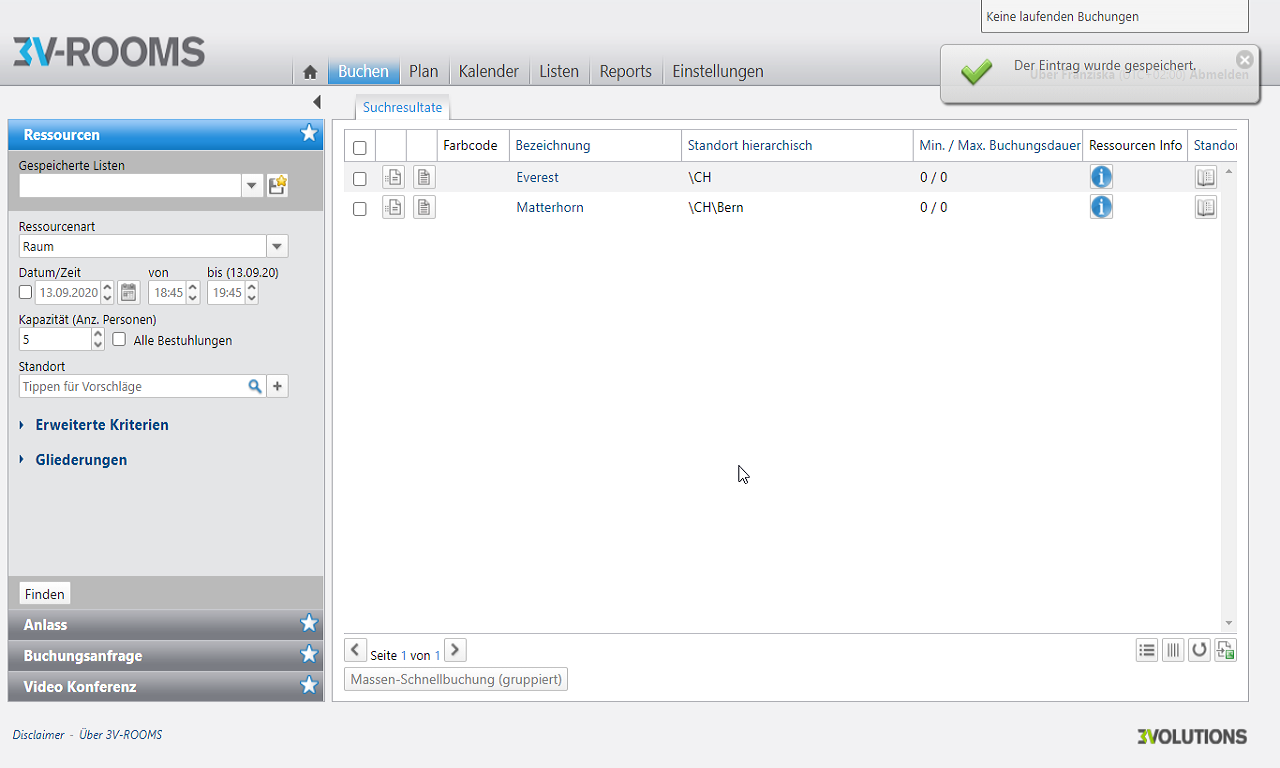 Keine laufenden Buchungen
3V-ROOMS
Buchen Plan Kalender Listen Reports Einstellungen
Der Eintrag wurde gespeichert.
Über Franziska (UTC+02:00) Abmelden
Ressourcen
Suchresultate
Farbcode Bezeichnung Standort hierarchisch Min. / Max. Buchungsdauer Ressourcen Info Standor
Everest \CH 0 / 0
Matterhorn \CH\Bern 0 / 0
Gespeicherte Listen
Ressourcenart
Raum
Datum/Zeit von bis (13.09.20)
13.09.2020 18:45 19:45
Kapazität (Anz. Personen)
5 Alle Bestuhlungen
Standort
Tippen für Vorschläge
Erweiterte Kriterien
Gliederungen
Finden
Anlass
Buchungsanfrage
Video Konferenz
Seite 1 von 1
Massen-Schnellbuchung (gruppiert)
Disclaimer - Über 3V-ROOMS
3VOLUTIONS